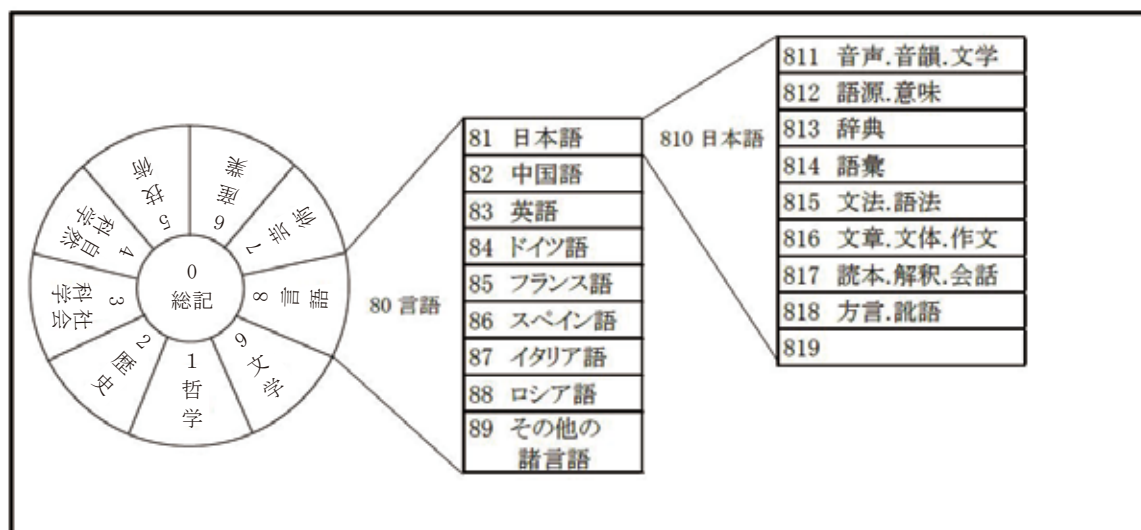 0
総記
1
哲学
2
歴史
3
社会
科学
4
自然
科学
5
技術
6
産業
7
芸術
8
言語
9
文学
80 言語
81 日本語
82 中国語
83 英語
84 ドイツ語
85 フランス語
86 スペイン語
87 イタリア語
88 ロシア語
89 その他の
諸言語
810 日本語
811 音声.音韻.文学
812 語源.意味
813 辞典
814 語彙
815 文法.語法
816 文章.文体.作文
817 読本.解釈.会話
818 方言.訛語
819